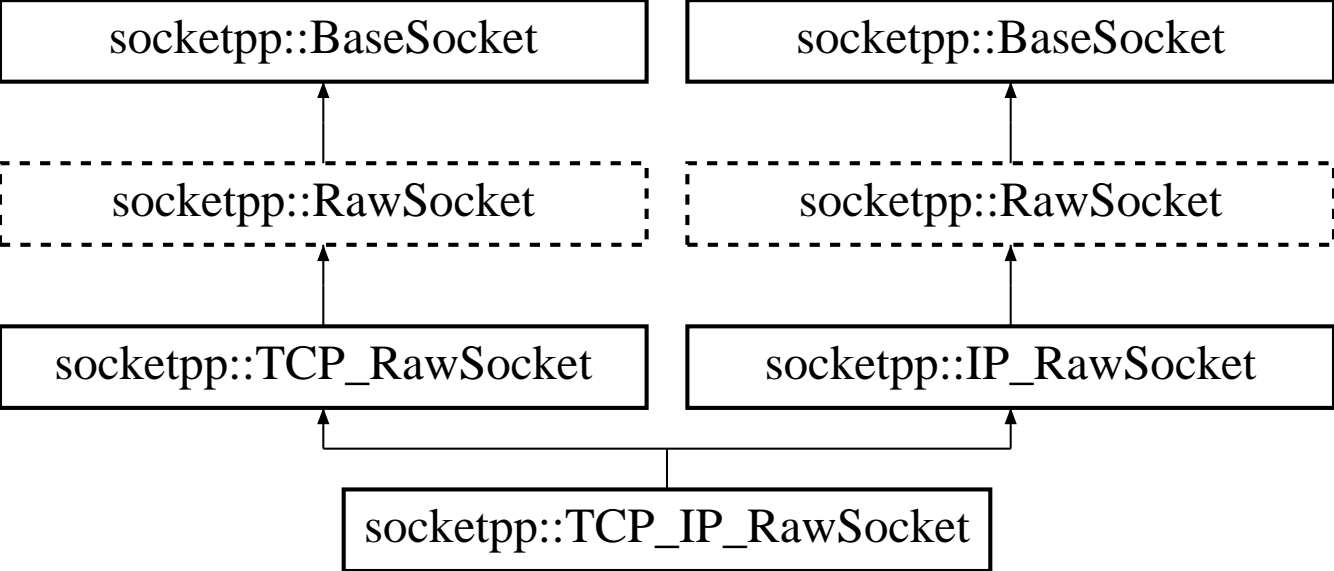 socketpp::BaseSocket
socketpp::BaseSocket
socketpp::RawSocket
socketpp::RawSocket
socketpp::TCP_RawSocket
socketpp::IP_RawSocket
socketpp::TCP_IP_RawSocket